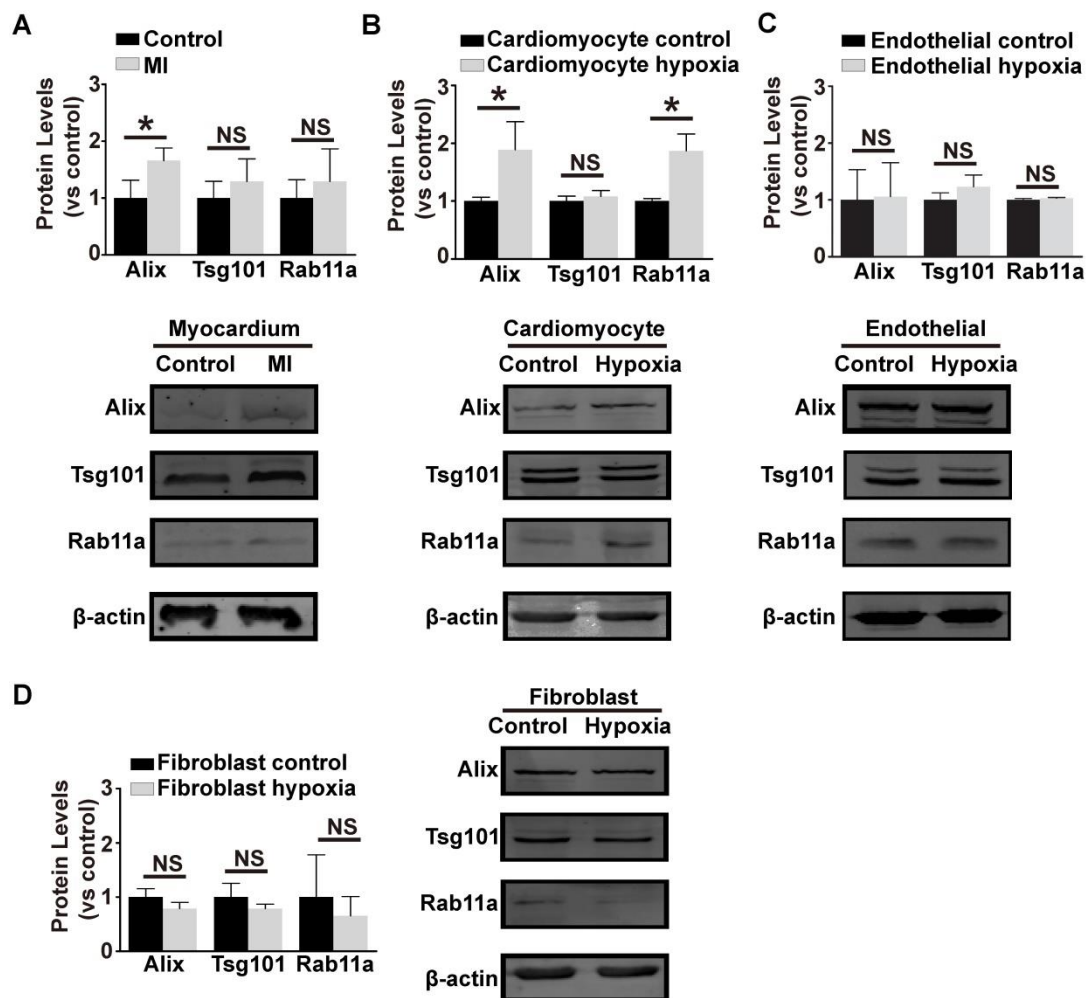 A
Control
MI
Protein Levels
(vs control)
3
2
1
0
*
NS
NS
Alix
Tsg101
Rab11a
Myocardium
Control
MI
Alix
Tsg101
Rab11a
β-actin
B
Cardiomyocyte control
Cardiomyocyte hypoxia
Protein Levels
(vs control)
3
2
1
0
*
NS
*
Alix
Tsg101
Rab11a
Cardiomyocyte
Control
Hypoxia
Alix
Tsg101
Rab11a
β-actin
C
Endothelial control
Endothelial hypoxia
Protein Levels
(vs control)
3
2
1
0
NS
NS
NS
Alix
Tsg101
Rab11a
Endothelial
Control
Hypoxia
Alix
Tsg101
Rab11a
β-actin
D
Fibroblast control
Fibroblast hypoxia
Protein Levels
(vs control)
3
2
1
0
NS
NS
NS
Alix
Tsg101
Rab11a
Fibroblast
Control
Hypoxia
Alix
Tsg101
Rab11a
β-actin